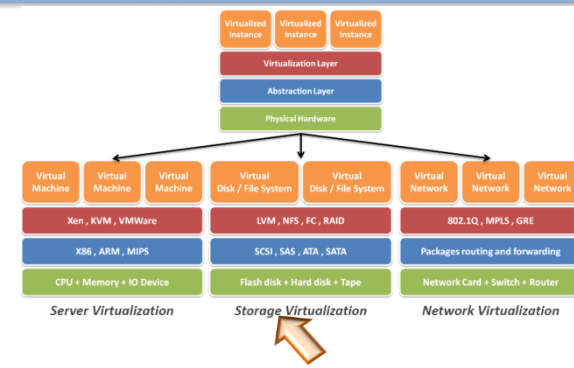 Virtualized Instance
Virtualized Instance
Virtualized Instance
Virtualization Layer
Abstraction Layer
Physical Hardware
Virtual Machine
Virtual Machine
Virtual Machine
Xen , KVM , VMWare
X86 , ARM , MIPS
CPU + Memory + IO Device
Server Virtualization
Virtual Disk / File System
Virtual Disk / File System
LVM , NFS , FC , RAID
SCSI , SAS , ATA , SATA
Flash disk + Hard disk + Tape
Storage Virtualization
Virtual Network
Virtual Network
Virtual Network
802.1Q , MPLS , GRE
Packages routing and forwarding
Network Card + Switch + Router
Network Virtualization